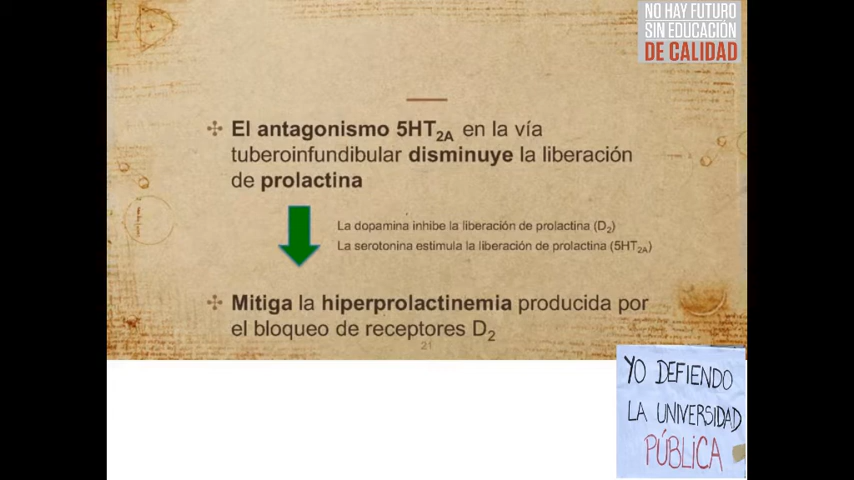 NO HAY FUTURO
SIN EDUCACIÓN
DE CALIDAD
El antagonismo 5HT2A en la vía
tuberoinfundibular disminuye la liberación
de prolactina
La dopamina inhibe la liberación de prolactina (D2)
La serotonina estimula la liberación de prolactina (5HT2A)
Mitiga la hiperprolactinemia producida por
el bloqueo de receptores D2
21
YO DEFIENDO
LA UNIVERSIDAD
PÚBLICA